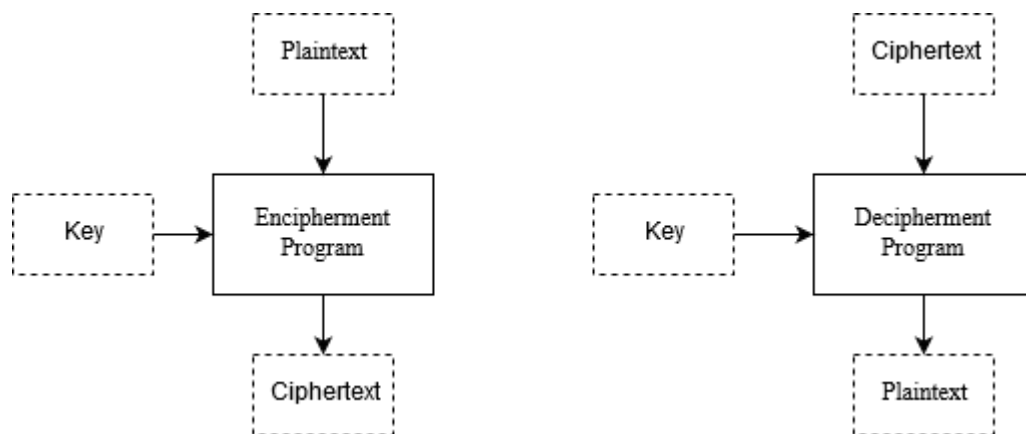 Plaintext
Key
Encipherment
Program
Ciphertext
Ciphertext
Key
Decipherment
Program
Plaintext